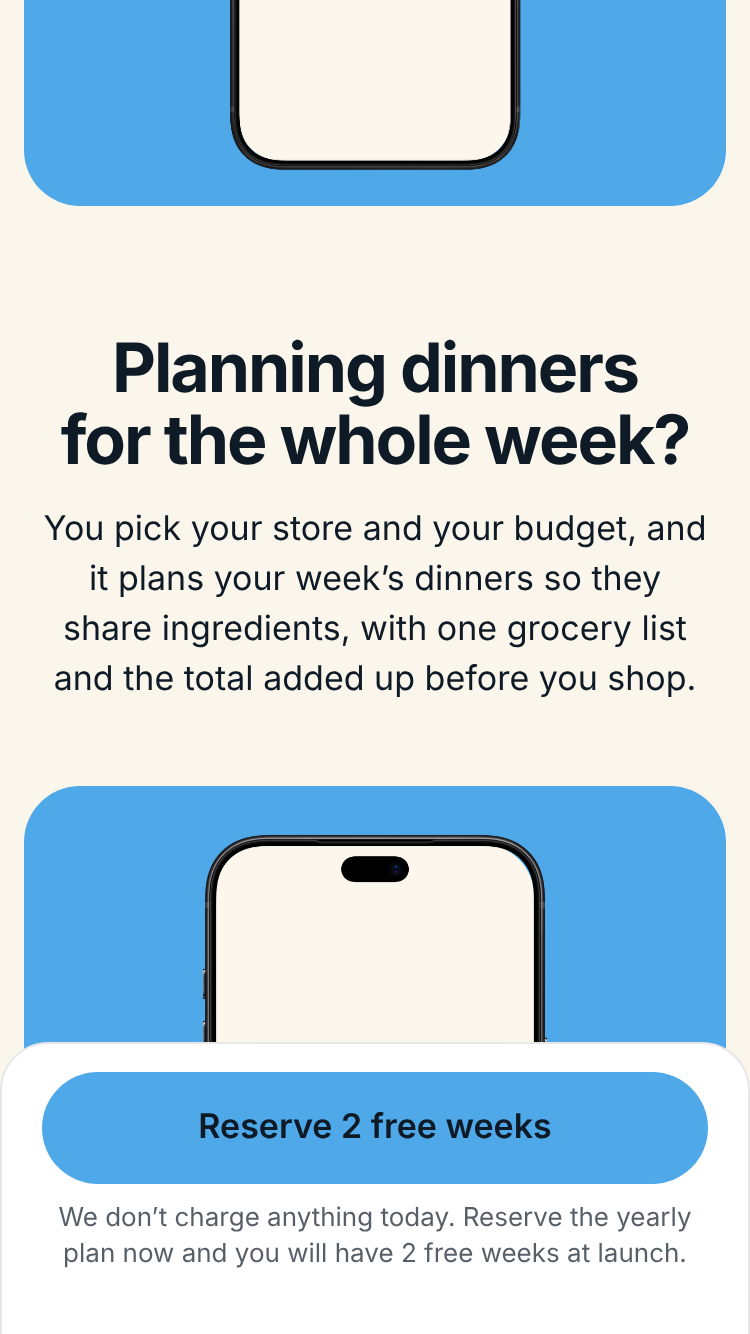 Planning dinners
for the whole week?
You pick your store and your budget, and
it plans your week’s dinners so they
share ingredients, with one grocery list
and the total added up before you shop.
Reserve 2 free weeks
We don’t charge anything today. Reserve the yearly
plan now and you will have 2 free weeks at launch.